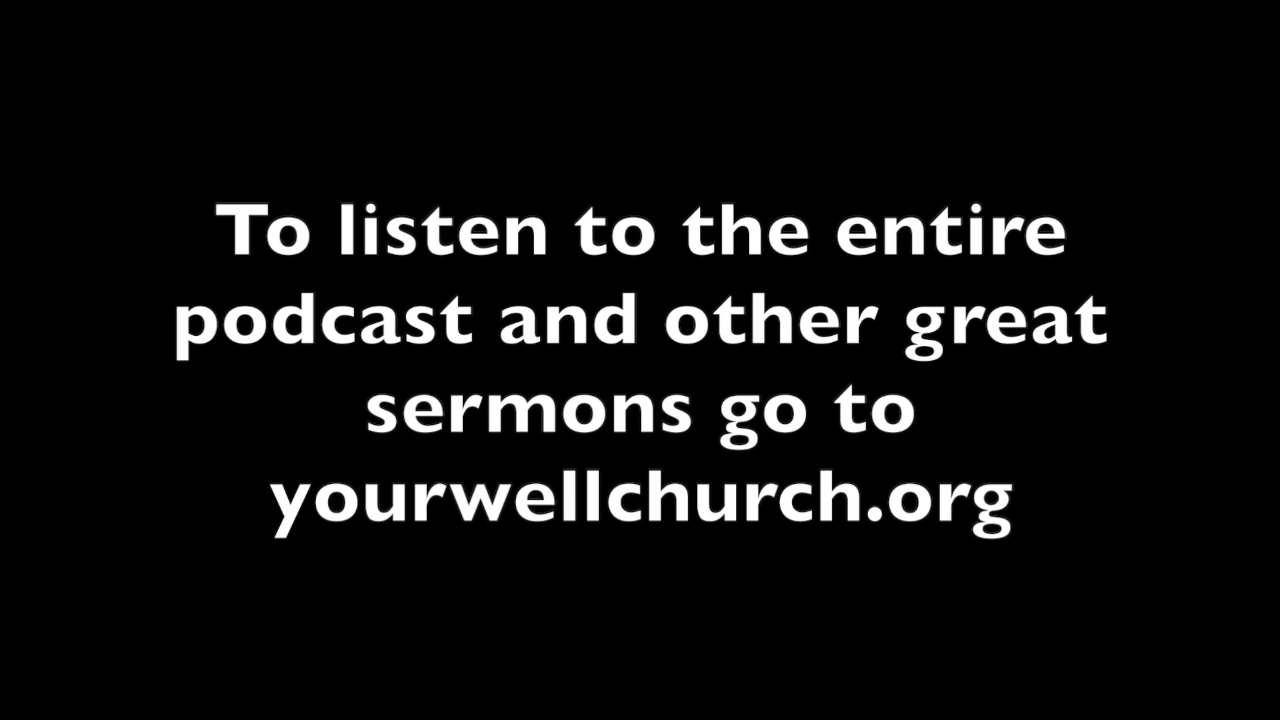 To listen to the entire
podcast and other great
sermons go to
yourwellchurch.org